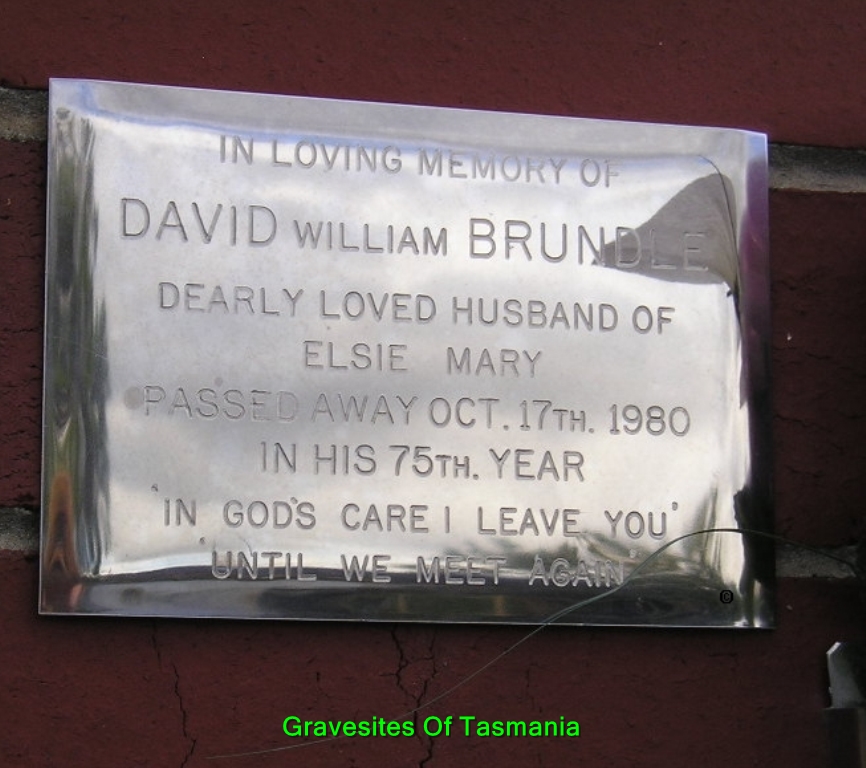 IN LOVING MEMORY OF
DAVID WILLIAM BRUNDLE
DEARLY LOVED HUSBAND OF
ELSIE MARY
PASSED AWAY OCT. 17TH. 1980
IN HIS 75TH. YEAR
'IN GOD'S CARE I LEAVE YOU'
'UNTIL WE MEET AGAIN'
©
Gravesites Of Tasmania